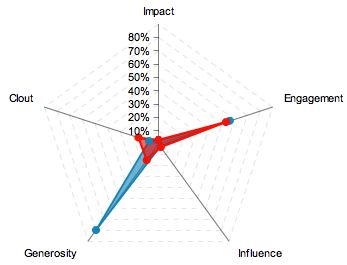 Impact
80%
70%
60%
50%
40%
30%
20%
10%
Clout
Engagement
Generosity
Influence